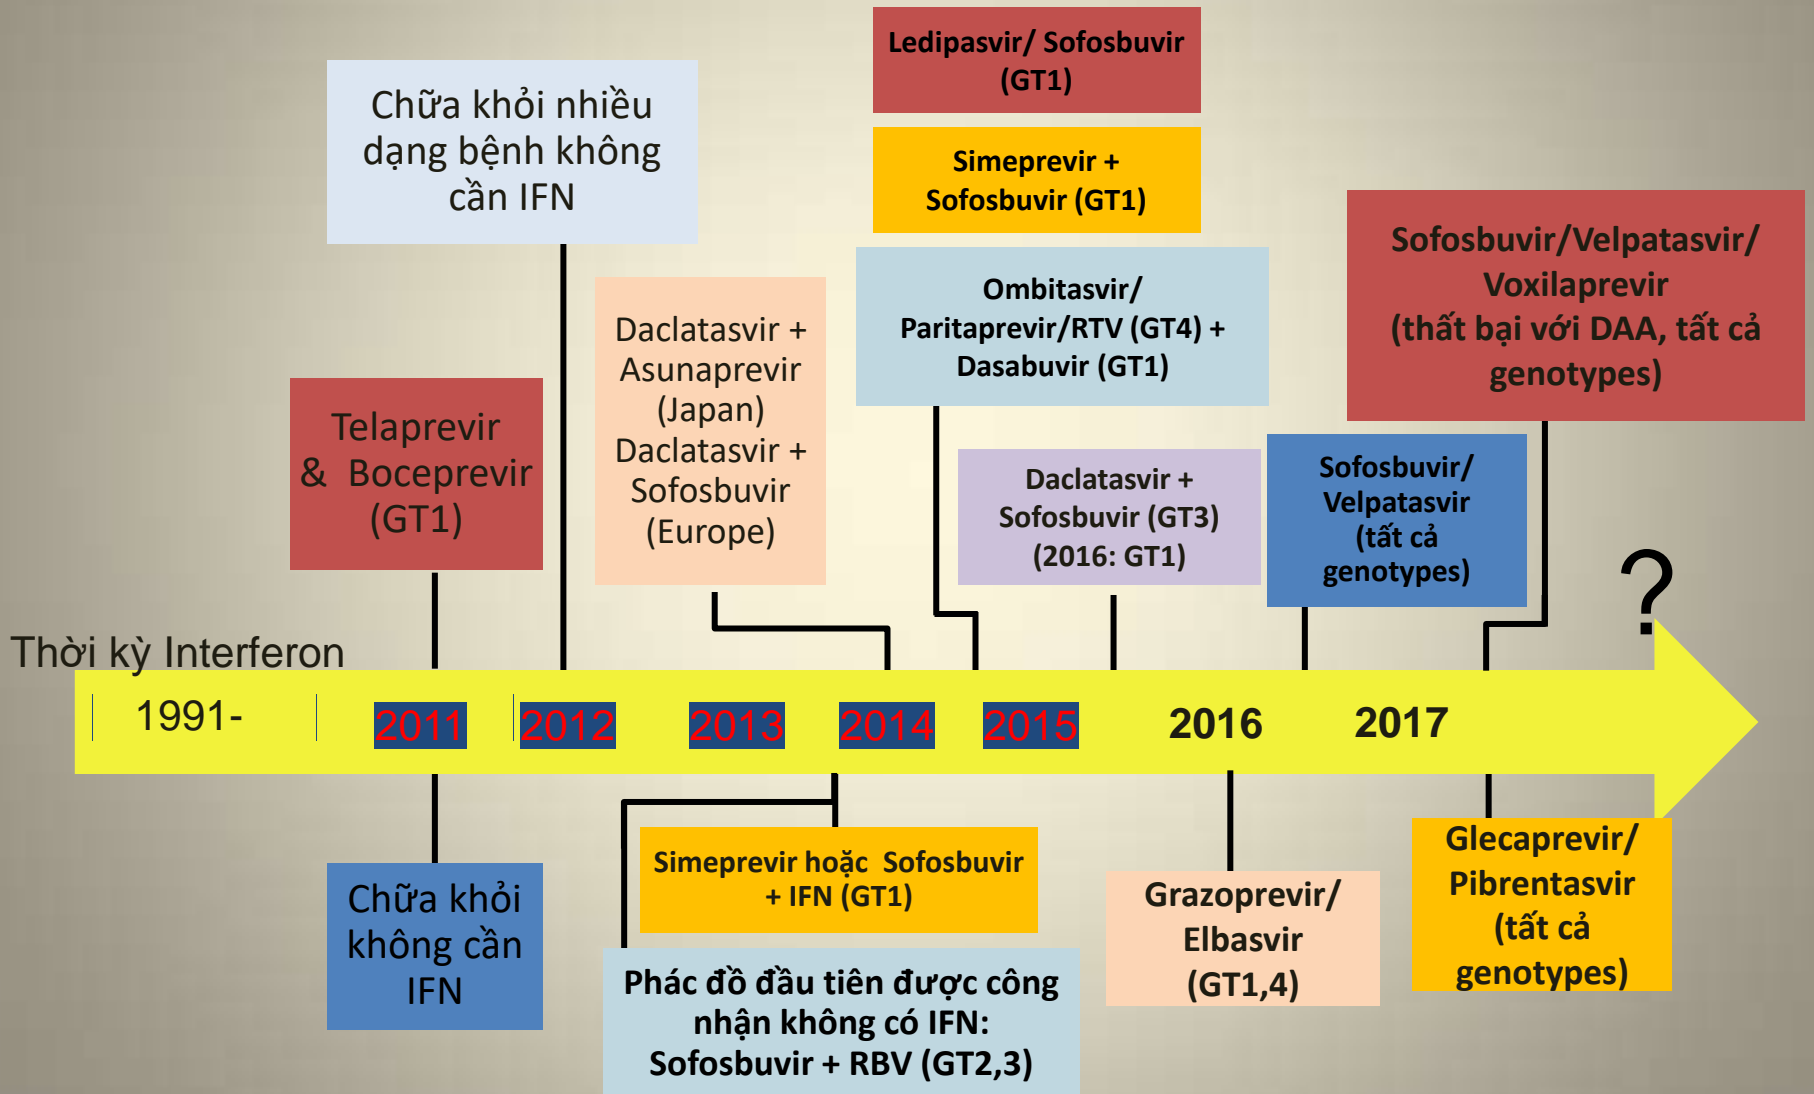 Ledipasvir/ Sofosbuvir
(GT1)
Chữa khỏi nhiều
dạng bệnh không
cần IFN
Simeprevir +
Sofosbuvir (GT1)
Sofosbuvir/Velpatasvir/
Voxilaprevir
(thất bại với DAA, tất cả
genotypes)
Ombitasvir/
Paritaprevir/RTV (GT4) +
Dasabuvir (GT1)
Daclatasvir +
Asunaprevir
(Japan)
Daclatasvir +
Sofosbuvir
(Europe)
Telaprevir
& Boceprevir
(GT1)
Daclatasvir +
Sofosbuvir (GT3)
(2016: GT1)
Sofosbuvir/
Velpatasvir
(tất cả
genotypes)
?
Thời kỳ Interferon
1991-
2011
2012
2013
2014
2015
2016
2017
Chữa khỏi
không cần
IFN
Simeprevir hoặc Sofosbuvir
+ IFN (GT1)
Phác đồ đầu tiên được công
nhận không có IFN:
Sofosbuvir + RBV (GT2,3)
Grazoprevir/
Elbasvir
(GT1,4)
Glecaprevir/
Pibrentasvir
(tất cả
genotypes)